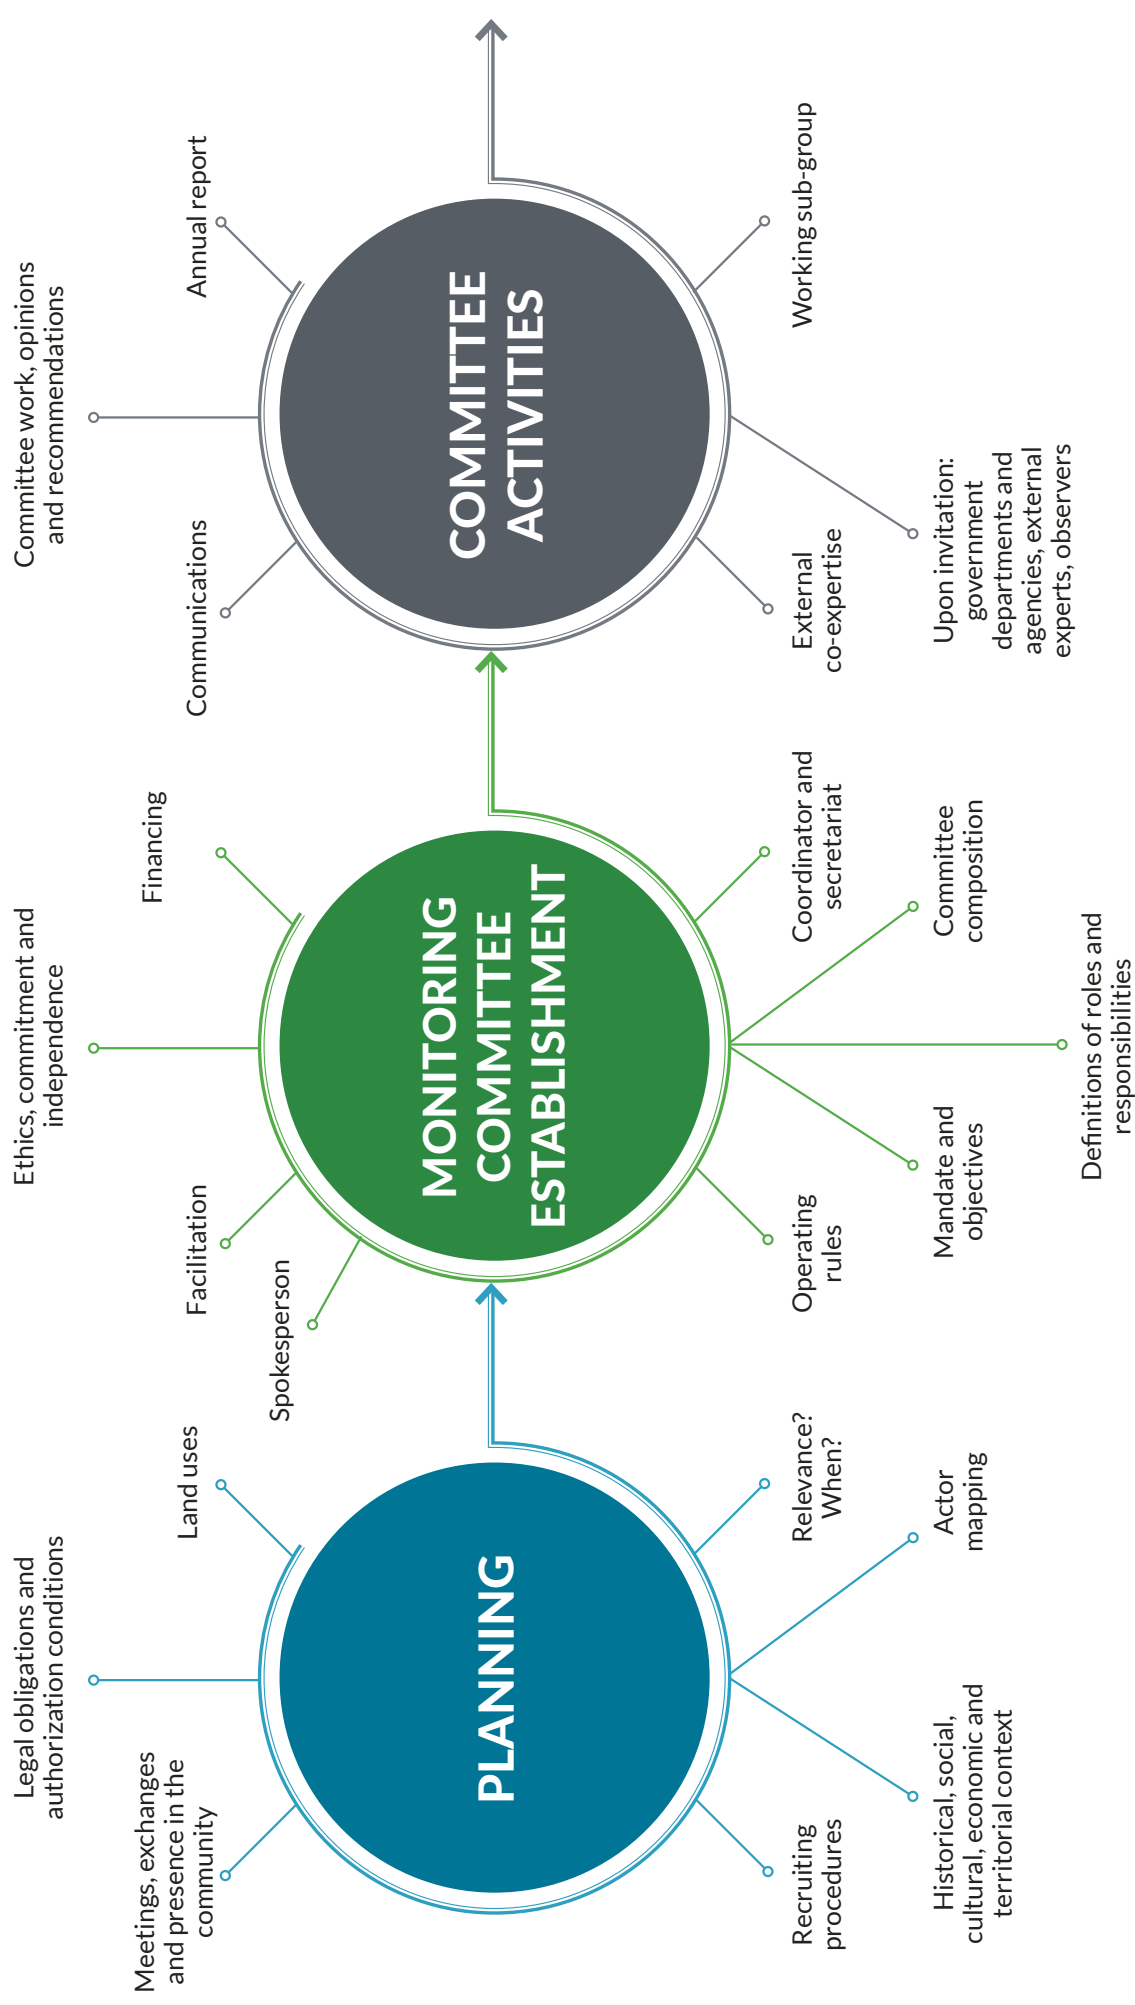 Legal obligations and
authorization conditions
Meetings, exchanges
and presence in the
community
Land uses
PLANNING
Recruiting
procedures
Relevance?
When?
Historical, social,
cultural, economic and
territorial context
Actor
mapping
Ethics, commitment and
independence
Spokesperson
Facilitation
Financing
MONITORING
COMMITTEE
ESTABLISHMENT
Operating
rules
Coordinator and
secretariat
Mandate and
objectives
Committee
composition
Definitions of roles and
responsibilities
Committee work, opinions
and recommendations
Communications
Annual report
COMMITTEE
ACTIVITIES
External
co-expertise
Working sub-group
Upon invitation:
government
departments and
agencies, external
experts, observers